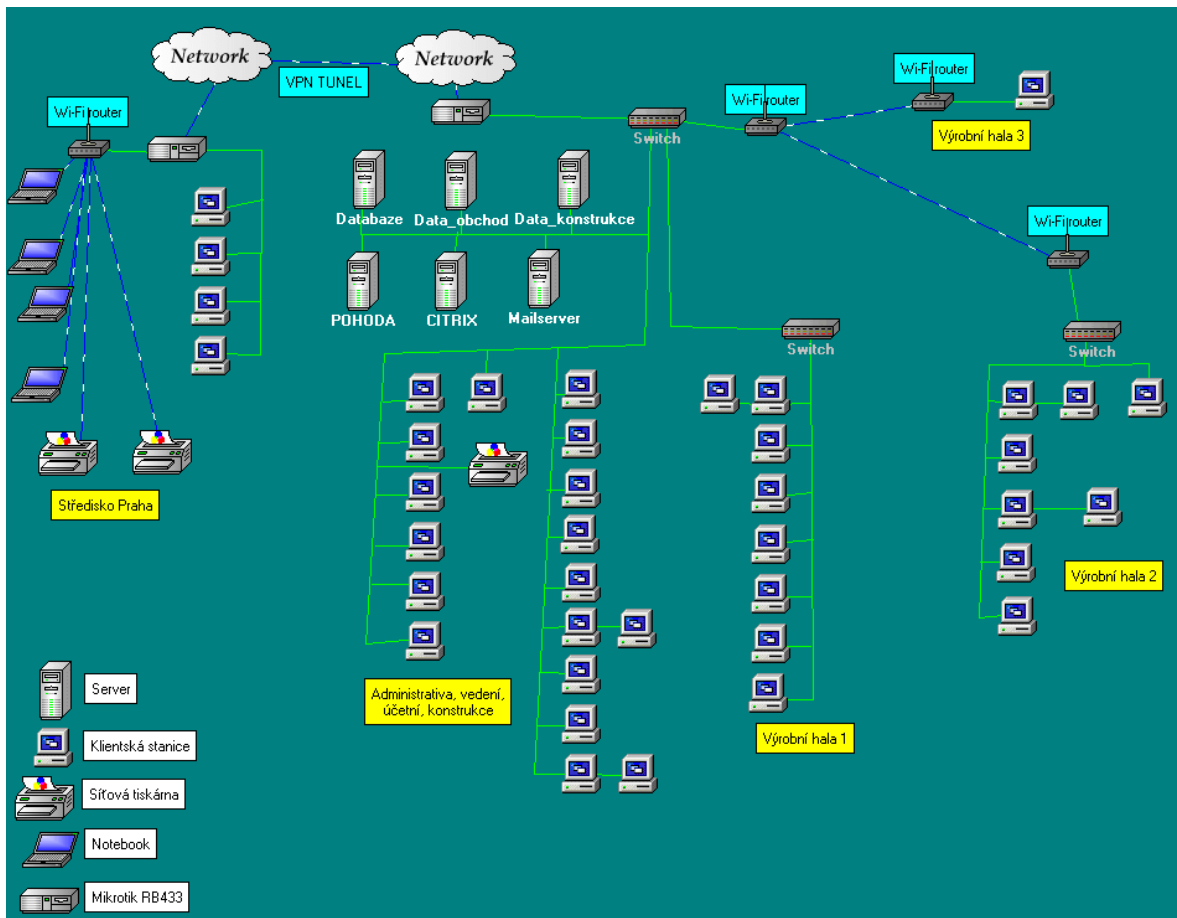 Network
Network
VPN TUNEL
Wi-Fi router
Wi-Fi router
Wi-Fi router
Výrobní hala 3
Switch
Databaze
Data_obchod
Data_konstrukce
Wi-Fi router
POHODA
CITRIX
Mailserver
Switch
Switch
Středisko Praha
Výrobní hala 2
Administrativa, vedení,
účetní, konstrukce
Výrobní hala 1
Server
Klientská stanice
Síťová tiskárna
Notebook
Mikrotik RB433